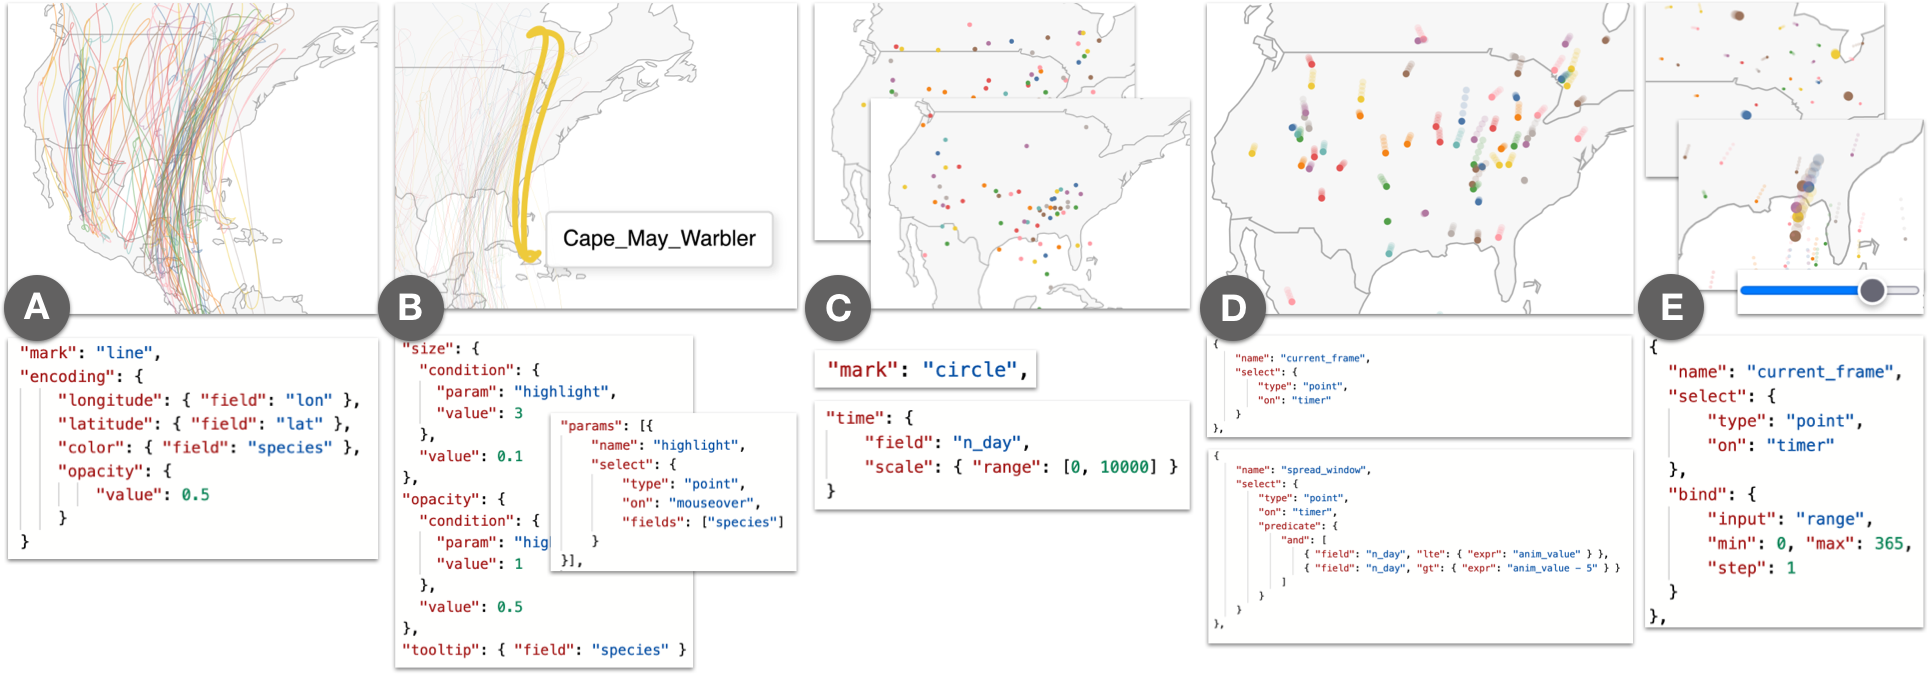 Cape_May_Warbler
A
B
C
D
E
"mark": "line",
"encoding": {
"longitude": { "field": "lon" },
"latitude": { "field": "lat" },
"color": { "field": "species" },
"opacity": {
"value": 0.5
}
}
"size": {
"condition": {
"param": "highlight",
"value": 3
},
"value": 0.1
},
"opacity": {
"condition": {
"param":
"value": 1
},
"value": 0.5
},
"tooltip": { "field": "species" }
"params": [{
"name": "highlight",
"select": {
"type": "point",
"on": "mouseover",
"fields": ["species"]
}
}],
"mark": "circle",
"time": {
"field": "n_day",
"scale": { "range": [0, 10000] }
}
{
"name": "current_frame",
"select": {
"type": "point",
"on": "timer"
}
},
{
"name": "spread_window",
"select": {
"type": "point",
"on": "timer",
"predicate": {
"and": [
{ "field": "n_day", "lte": { "expr": "anim_value" } },
{ "field": "n_day", "gt": { "expr": "anim_value - 5" } }
]
}
}
},
{
"name": "current_frame",
"select": {
"type": "point",
"on": "timer"
},
"bind": {
"input": "range",
"min": 0, "max": 365,
"step": 1
}
},